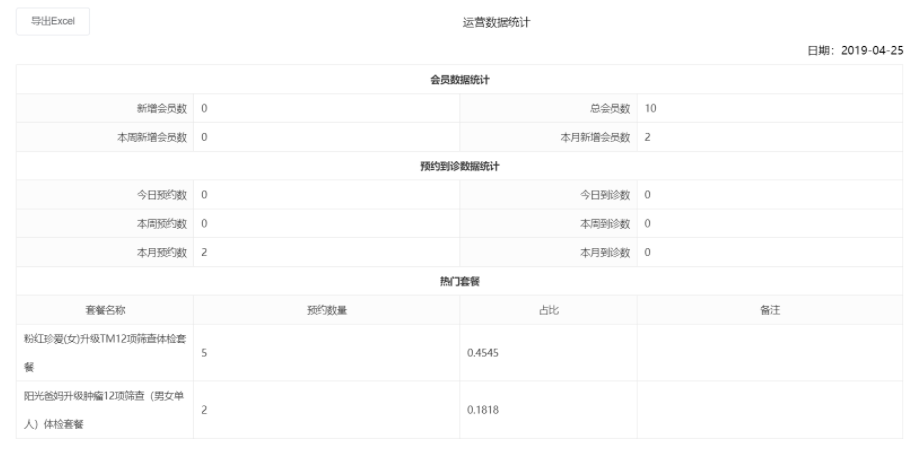 导出Excel
运营数据统计
日期：2019-04-25
会员数据统计
新增会员数 0 总会员数 10
本周新增会员数 0 本月新增会员数 2
预约到诊数据统计
今日预约数 0 今日到诊数 0
本周预约数 0 本周到诊数 0
本月预约数 2 本月到诊数 0
热门套餐
套餐名称 预约数量 占比 备注
粉红珍爱(女)升级TM12项筛查体检套
餐
5 0.4545
阳光爸妈升级肿瘤12项筛查（男女单
人）体检套餐
2 0.1818